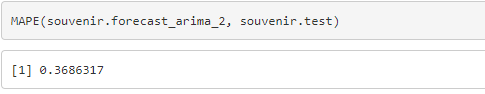 MAPE(souvenir.forecast_arima_2, souvenir.test)
[1] 0.3686317